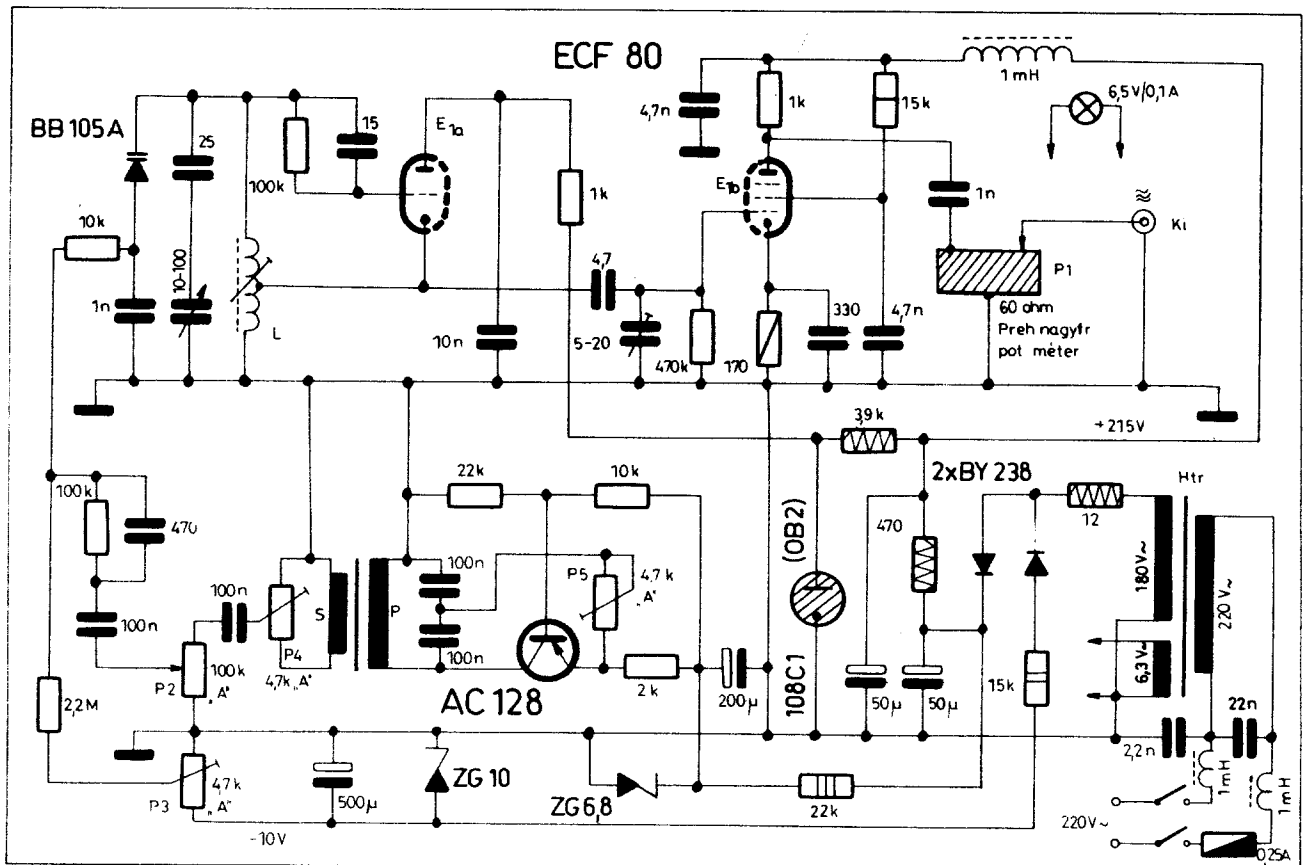 ECF 80
1mH
6,5V/0,1A
BB 105 A
25
15
100k
E1a
4,7n
1k
15k
E1b
1n
≈
Ki
10k
1n
10-100
L
1k
4,7
5-20
10n
470k
170
330
4,7n
P1
60 ohm
Preh nagyfr
pot méter
+215V
3,9k
100k
470
22k
10k
2xBY 238
Htr
12
470
(0B2)
108C1
180V~
220V~
6,3V~
100n
100n
P5
4,7k
"A"
100n
S
P
100n
P4
4,7k "A"
P2
100k
"A"
AC 128
2k
200µ
50µ
50µ
15k
22n
2,2n
2,2M
P3
4,7k
"A"
500µ
ZG 10
ZG 6,8
22k
1mH
1mH
-10V
220V~
0,25A